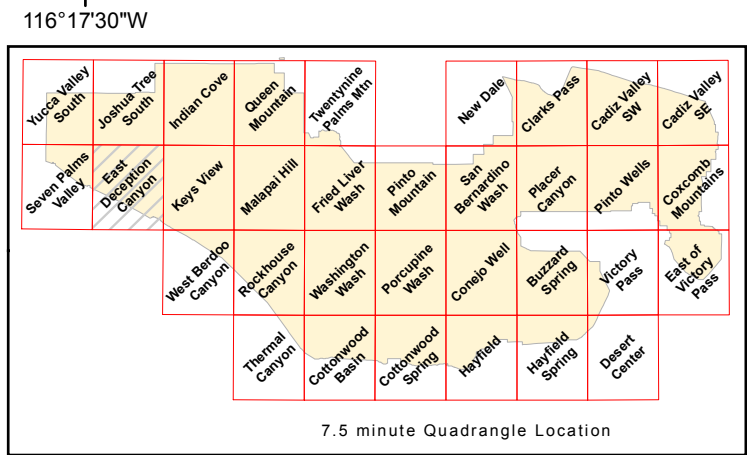 116°17'30"W
Yucca Valley
South
Joshua Tree
South
Indian Cove
Queen
Mountain
Twentynine
Palms Mtn
New Dale
Clarks Pass
Cadiz Valley
SW
Cadiz Valley
SE
Seven Palms
Valley
East
Deception
Canyon
Keys View
Malapai Hill
Fried Liver
Wash
Pinto
Mountain
San
Bernardino
Wash
Placer
Canyon
Pinto Wells
Coxcomb
Mountains
West Berdoo
Canyon
Rockhouse
Canyon
Washington
Wash
Porcupine
Wash
Conejo Well
Buzzard
Spring
Victory
Pass
East of
Victory
Pass
Thermal
Canyon
Cottonwood
Basin
Cottonwood
Spring
Hayfield
Hayfield
Spring
Desert
Center
7.5 minute Quadrangle Location